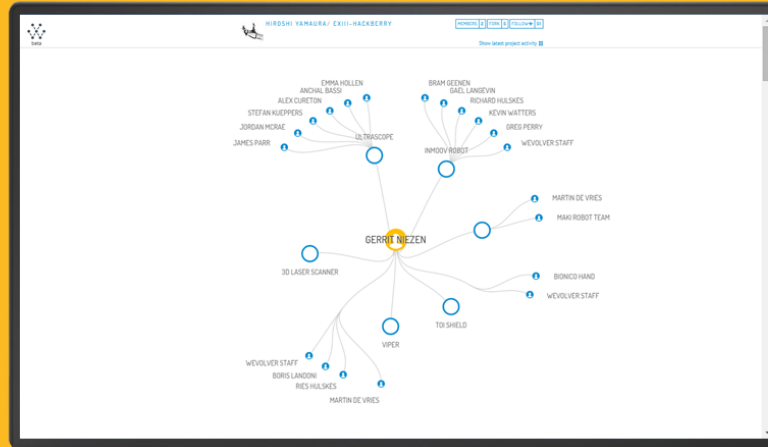 beta
HIROSHI YAMAURA/ EXIII-HACKBERRY
MEMBERS 2 FORK 5 FOLLOW
Show latest project activity
EMMA HOLLEN
ANCHAL BASSI
ALEX CURETON
STEFAN KUEPPERS
JORDAN MCRAE
JAMES PARR
ULTRASCOPE
BRAM GEENEN
GAEL LANGEVIN
RICHARD HULSKES
KEVIN WATTERS
GREG PERRY
WEVOLVER STAFF
INMOOV ROBOT
MARTIN DE VRIES
MAKI ROBOT TEAM
GERRIT NIEZEN
3D LASER SCANNER
BIONICO HAND
WEVOLVER STAFF
TOI SHIELD
VIPER
WEVOLVER STAFF
BORIS LANDONI
RIES HULSKES
MARTIN DE VRIES